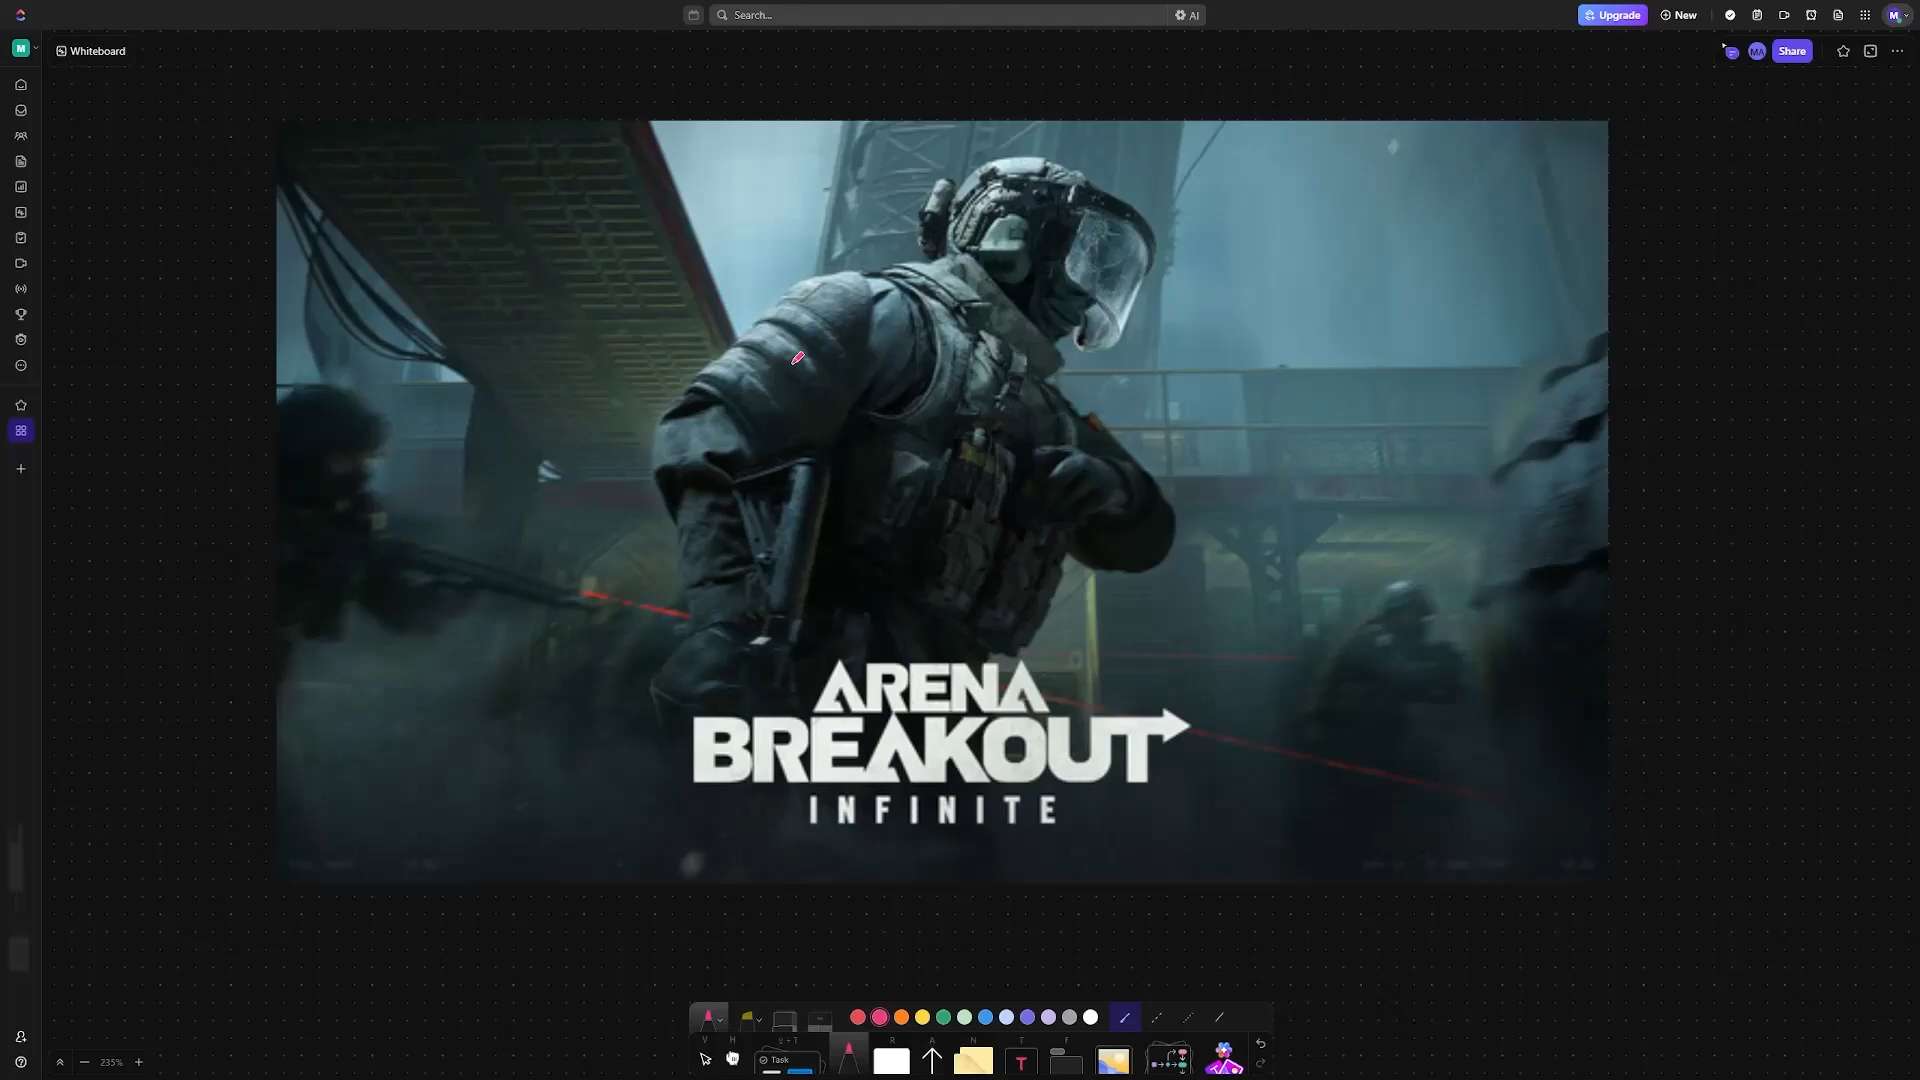 Search...
AI
Upgrade
New
M
M
Whiteboard
MA
Share
ARENA
BREAKOUT
INFINITE
V
H
⇧ + T
R
A
N
T
F
Task
T
235%